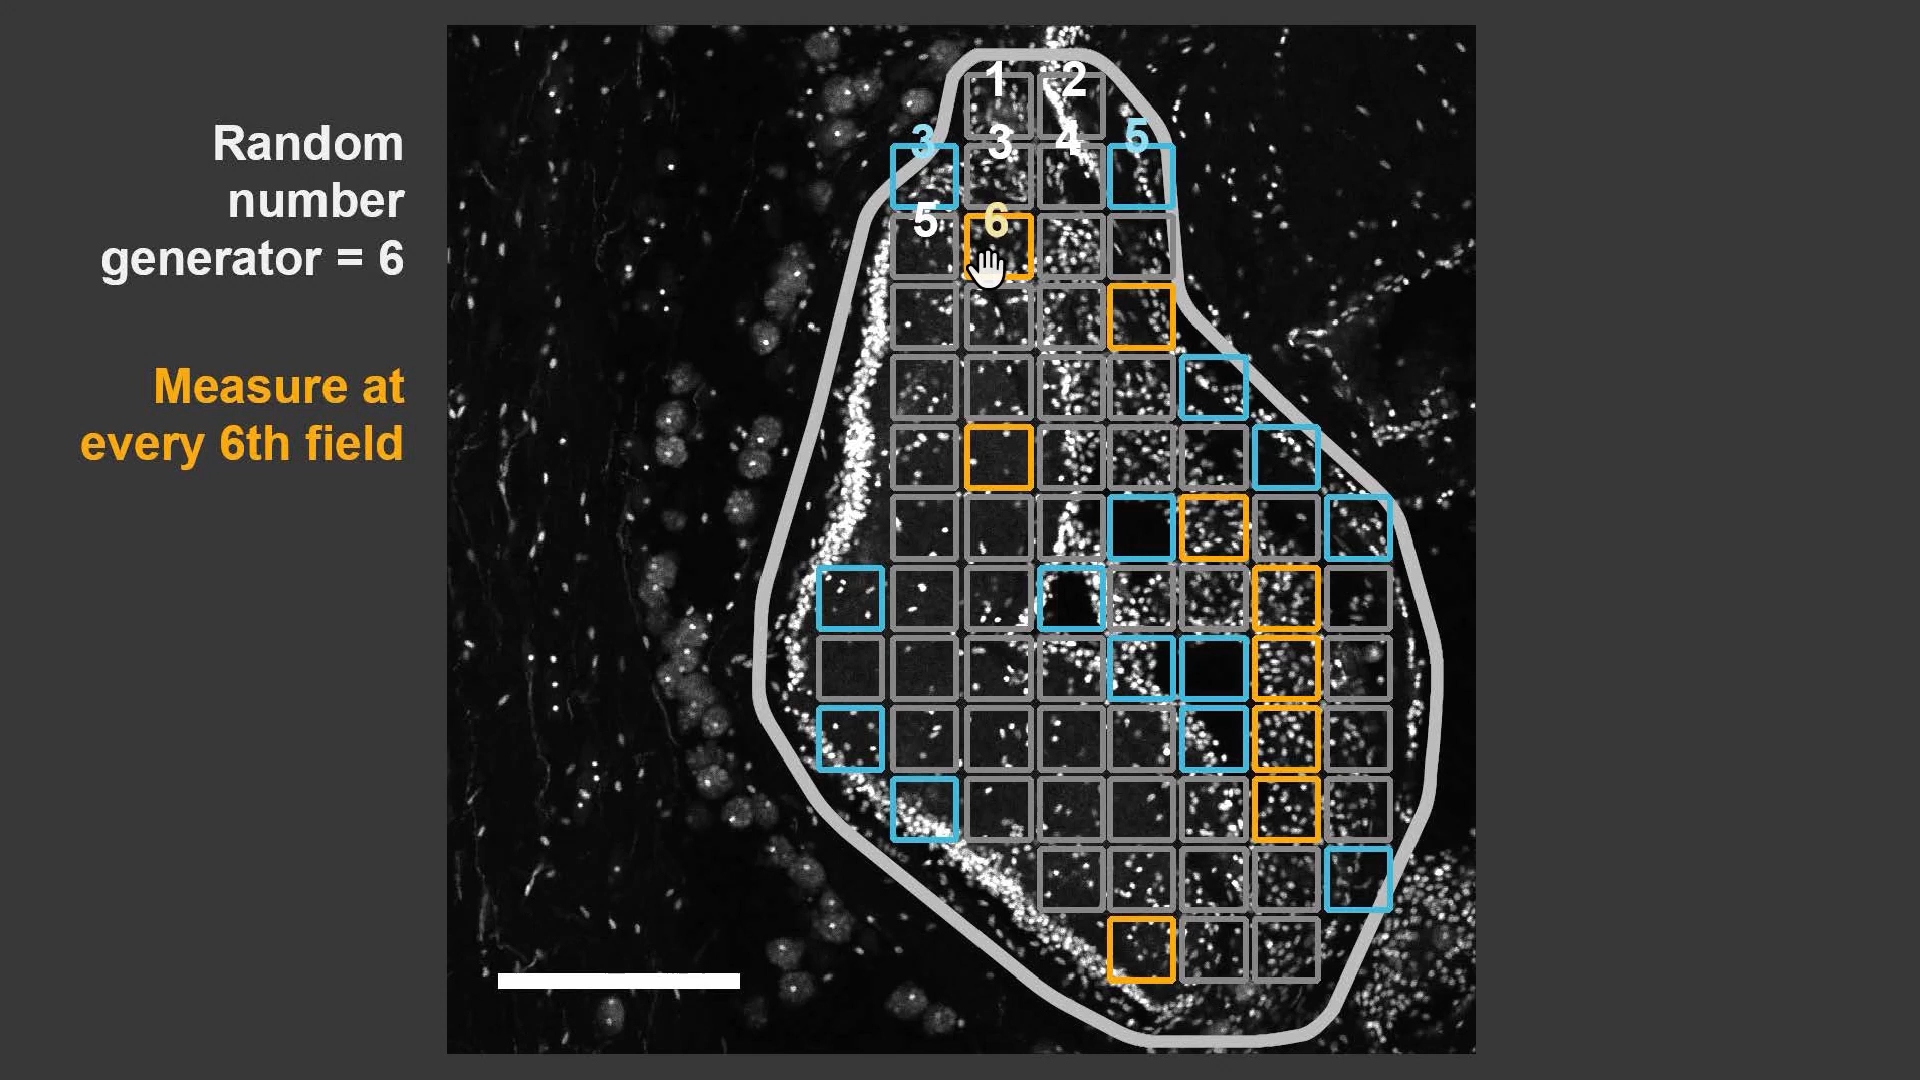 Random
number
generator = 6
Measure at
every 6th field
1 2
3 3 4 5
5 6